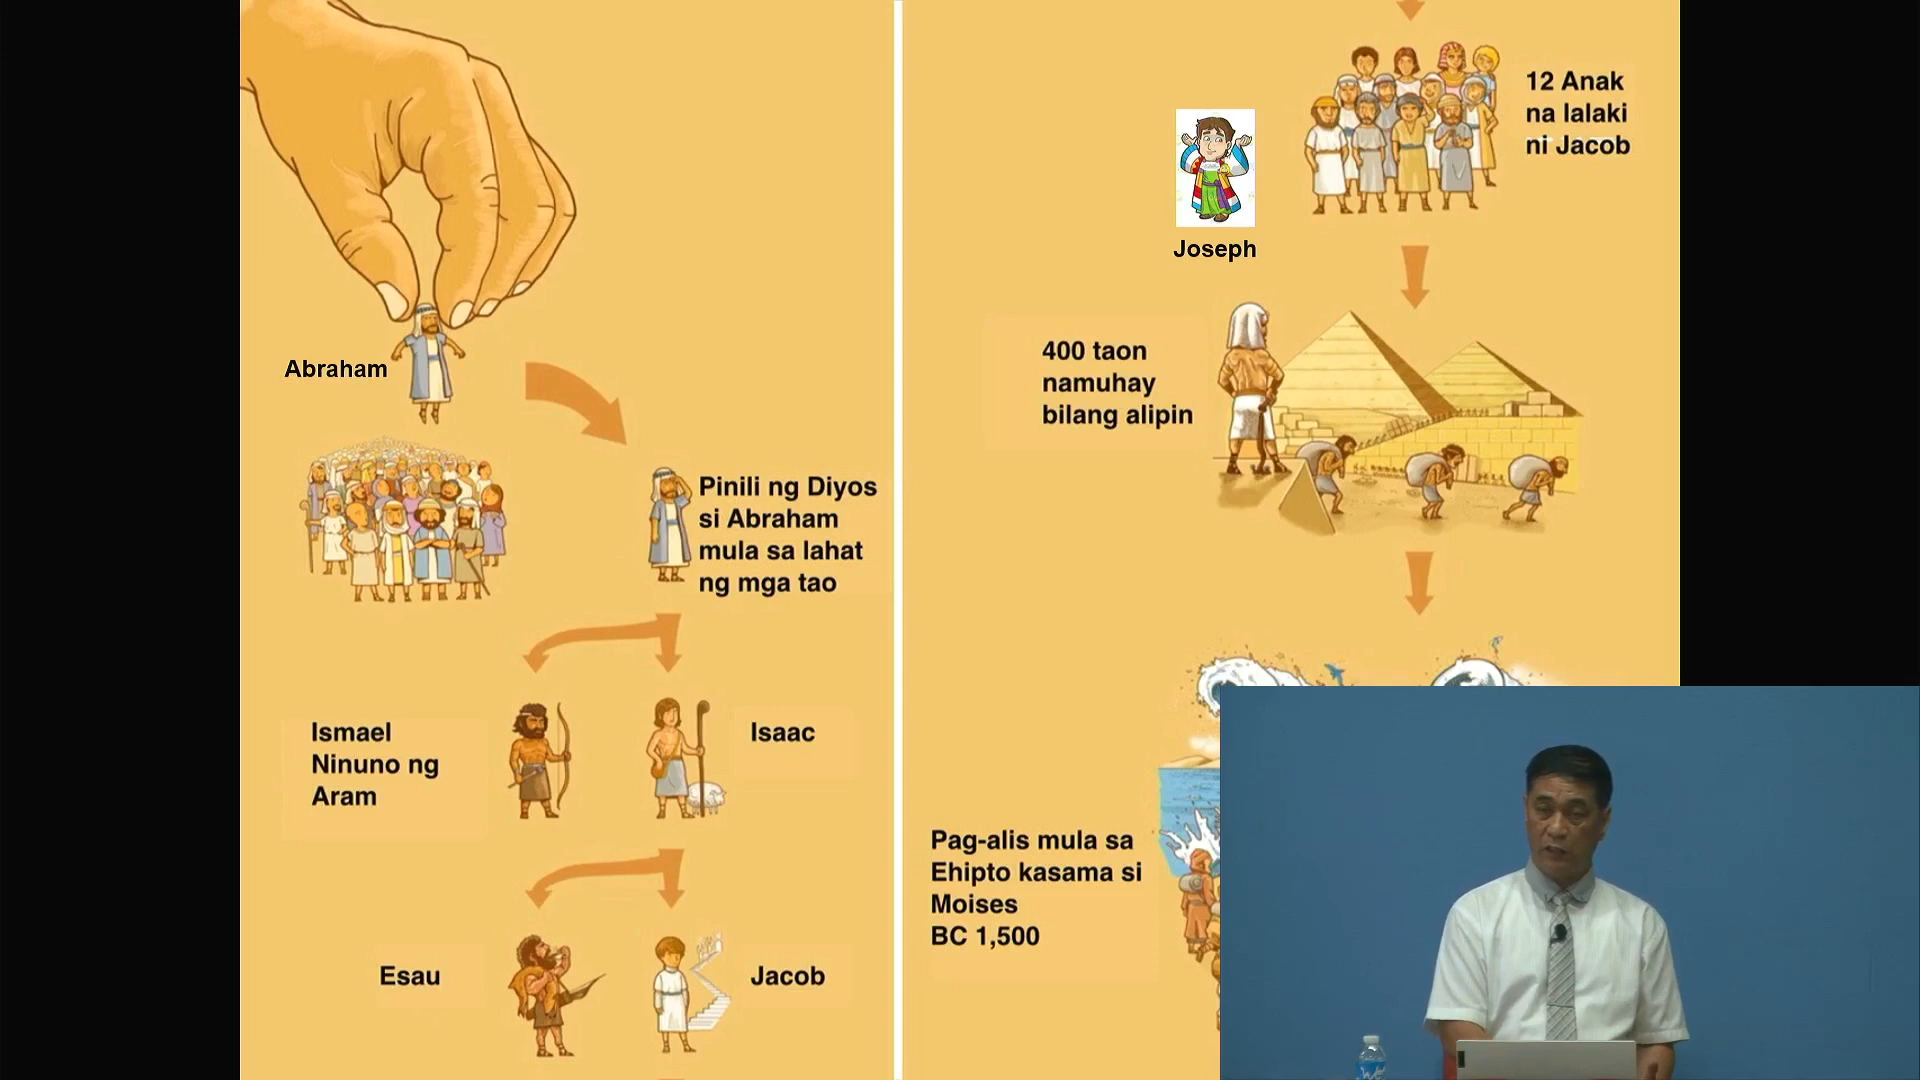 Abraham
Pinili ng Diyos
si Abraham
mula sa lahat
ng mga tao
Ismael
Ninuno ng
Aram
Isaac
Esau
Jacob
12 Anak
na lalaki
ni Jacob
Joseph
400 taon
namuhay
bilang alipin
Pag-alis mula sa
Ehipto kasama si
Moises
BC 1,500